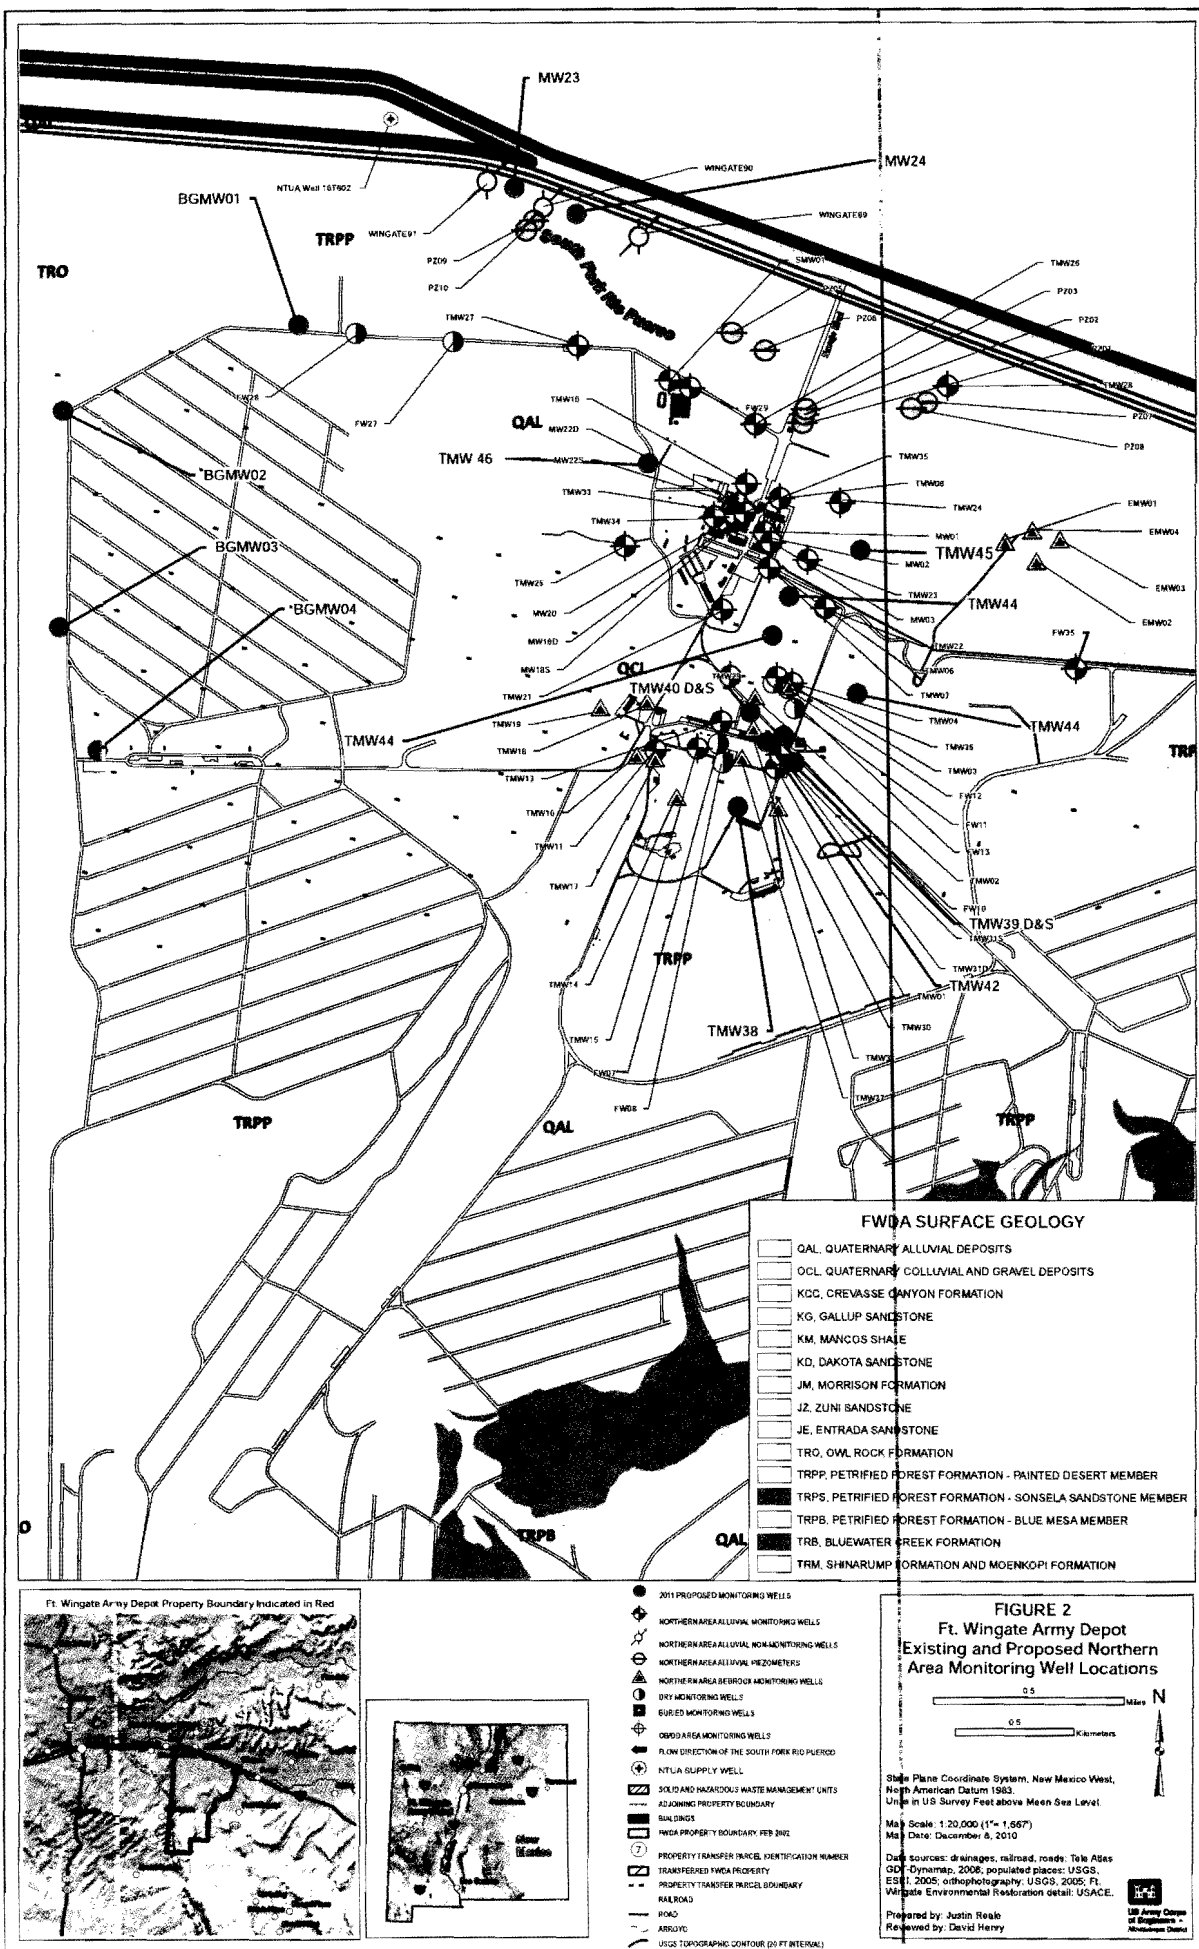 MW23
WINGATE90
MW24
NTUA Well 16T602
BGMW01
WINGATE91
TRPP
WINGATE89
PZ09
South Fork Rio Puerco
TRO
PZ10
SMW01
TMW26
PZ05
PZ03
TMW27
PZ06
PZ02
FW26
TMW28
TMW10
FW29
PZ07
FW27
QAL
MW22D
PZ08
TMW 46
MW22S
TMW35
BGMW02
TMW33
TMW08
TMW34
TMW24
EMW01
EMW04
BGMW03
MW01
TMW45
TMW25
MW02
EMW03
MW20
TMW23
TMW44
BGMW04
MW03
EMW02
MW18D
TMW22
FW35
MW18S
QCL
TMW06
TMW21
TMW40 D&S
TMW07
TMW19
TMW04
TMW44
TMW44
TMW18
TMW13
TMW03
FW12
TMW16
FW11
TMW11
FW13
TMW17
TMW02
FW10
TMW39 D&S
TMW31S
TRPP
TMW31D
TMW14
TMW42
TMW01
TMW38
TMW30
TMW15
FW07
FW08
TRPP
QAL
TRPP
TRPB
QAL
FWDA SURFACE GEOLOGY
QAL, QUATERNARY ALLUVIAL DEPOSITS
QCL, QUATERNARY COLLUVIAL AND GRAVEL DEPOSITS
KCC, CREVASSE CANYON FORMATION
KG, GALLUP SANDSTONE
KM, MANCOS SHALE
KD, DAKOTA SANDSTONE
JM, MORRISON FORMATION
JZ, ZUNI SANDSTONE
JE, ENTRADA SANDSTONE
TRO, OWL ROCK FORMATION
TRPP, PETRIFIED FOREST FORMATION - PAINTED DESERT MEMBER
TRPS, PETRIFIED FOREST FORMATION - SONSELA SANDSTONE MEMBER
TRPB, PETRIFIED FOREST FORMATION - BLUE MESA MEMBER
TRB, BLUEWATER CREEK FORMATION
TRM, SHINARUMP FORMATION AND MOENKOPI FORMATION
Ft. Wingate Army Depot Property Boundary Indicated in Red
2011 PROPOSED MONITORING WELLS
NORTHERN AREA ALLUVIAL MONITORING WELLS
NORTHERN AREA ALLUVIAL NON-MONITORING WELLS
NORTHERN AREA ALLUVIAL PIEZOMETERS
NORTHERN AREA BEDROCK MONITORING WELLS
DRY MONITORING WELLS
BURIED MONITORING WELLS
OB/OD AREA MONITORING WELLS
FLOW DIRECTION OF THE SOUTH FORK RIO PUERCO
NTUA SUPPLY WELL
SOLID AND HAZARDOUS WASTE MANAGEMENT UNITS
ADJOINING PROPERTY BOUNDARY
BUILDINGS
FWDA PROPERTY BOUNDARY, FEB 2002
7 PROPERTY TRANSFER PARCEL IDENTIFICATION NUMBER
TRANSFERRED FWDA PROPERTY
PROPERTY TRANSFER PARCEL BOUNDARY
RAILROAD
ROAD
ARROYO
USGS TOPOGRAPHIC CONTOUR (20 FT INTERVAL)
FIGURE 2
Ft. Wingate Army Depot
Existing and Proposed Northern
Area Monitoring Well Locations
0.5
Miles
N
0.5
Kilometers
State Plane Coordinate System, New Mexico West,
North American Datum 1983.
Units in US Survey Feet above Mean Sea Level.
Map Scale: 1:20,000 (1"= 1,667')
Map Date: December 8, 2010
Data sources: drainages, railroad, roads: Tele Atlas
GDT-Dynamap, 2006; populated places: USGS,
ESRI, 2005; orthophotography: USGS, 2005; Ft.
Wingate Environmental Restoration detail: USACE.
Prepared by: Justin Reale
Reviewed by: David Henry
US Army Corps
of Engineers
Albuquerque District